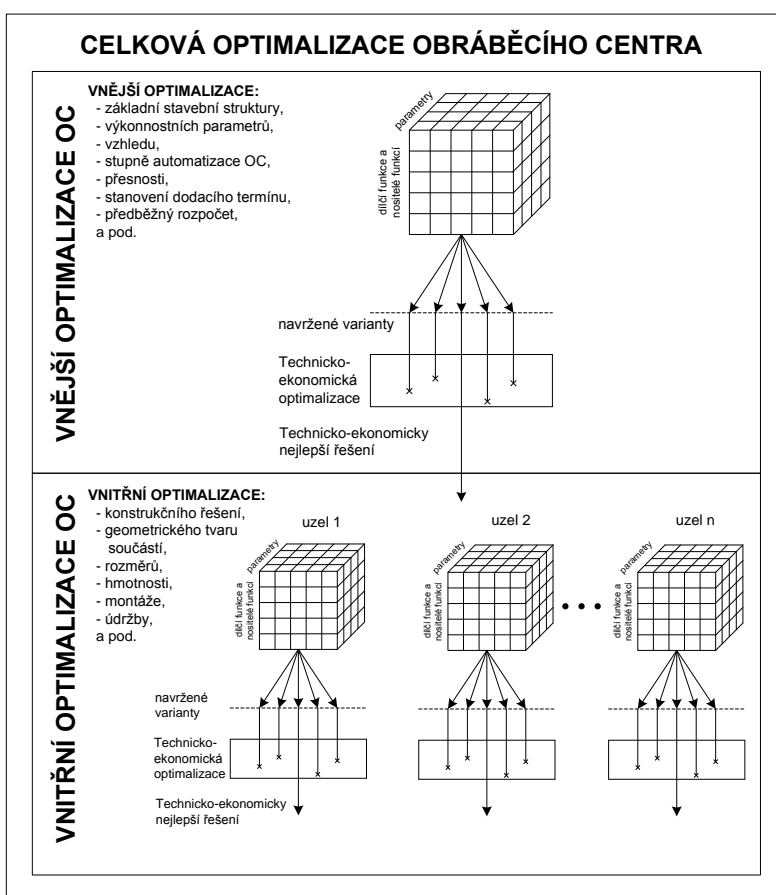 CELKOVÁ OPTIMALIZACE OBRÁBĚCÍHO CENTRA
VNĚJŠÍ OPTIMALIZACE OC
VNĚJŠÍ OPTIMALIZACE:
- základní stavební struktury,
- výkonnostních parametrů,
- vzhledu,
- stupně automatizace OC,
- přesnosti,
- stanovení dodacího termínu,
- předběžný rozpočet,
a pod.
parametry
dílčí funkce a
nositelé funkcí
navržené varianty
Technicko-
ekonomická
optimalizace
Technicko-ekonomicky
nejlepší řešení
VNITŘNÍ OPTIMALIZACE OC
VNITŘNÍ OPTIMALIZACE:
- konstrukčního řešení,
- geometrického tvaru
součástí,
- rozměrů,
- hmotnosti,
- montáže,
- údržby,
a pod.
uzel 1
parametry
dílčí funkce a
nositelé funkcí
uzel 2
parametry
dílčí funkce a
nositelé funkcí
uzel n
parametry
dílčí funkce a
nositelé funkcí
navržené
varianty
Technicko-
ekonomická
optimalizace
Technicko-ekonomicky
nejlepší řešení